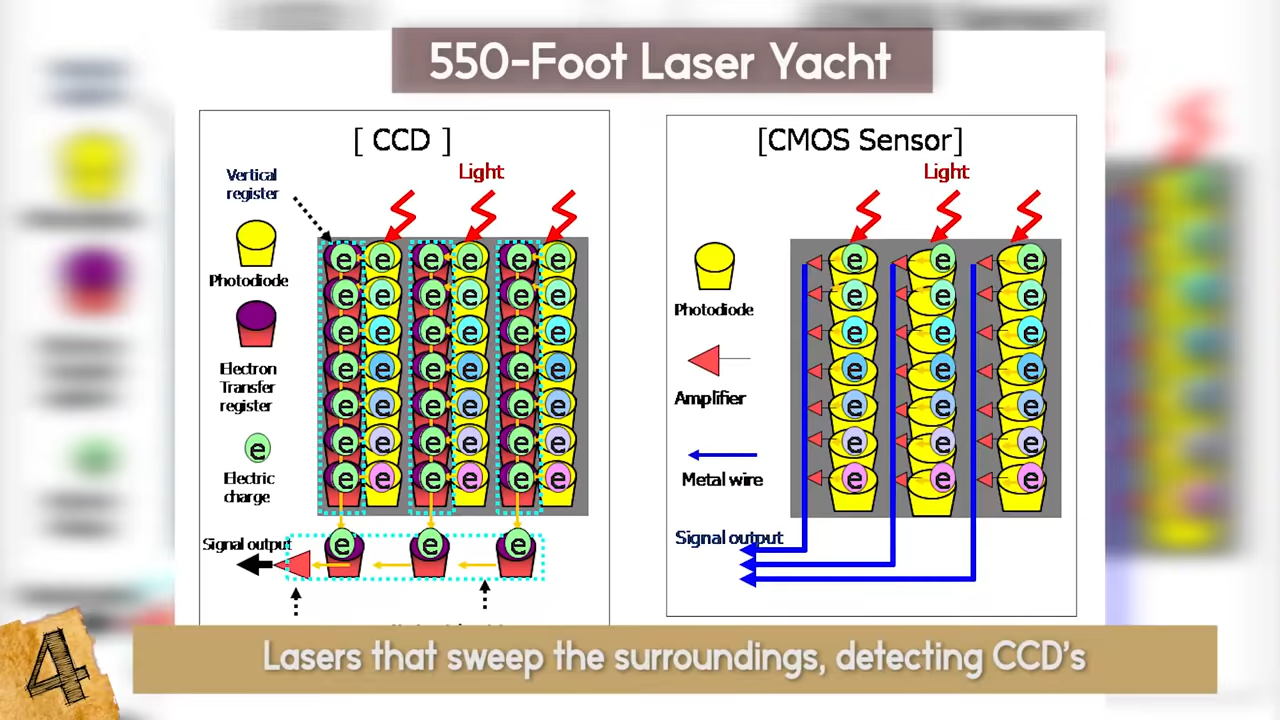 550-Foot Laser Yacht
[ CCD ]
Vertical
register
Light
Photodiode
Electron
Transfer
register
e
Electric
charge
e e e e e e
e e e e e e
e e e e e e
e e e e e e
e e e e e e
e e e e e e
e e e e e e
e e e
Signal output
[CMOS Sensor]
Light
Photodiode
Amplifier
Metal wire
Signal output
e e e
e e e
e e e
e e e
e e e
e e e
e e e
4
Lasers that sweep the surroundings, detecting CCD's